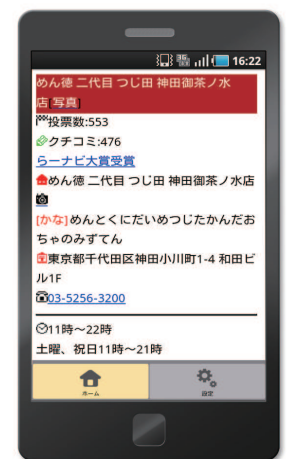 16:22
めん徳 二代目 つじ田 神田御茶ノ水
店[写真]
投票数:553
クチコミ:476
らーナビ大賞受賞
めん徳 二代目 つじ田 神田御茶ノ水店
[かな]めんとくにだいめつじたかんだお
ちゃのみずてん
東京都千代田区神田小川町1-4 和田ビ
ル1F
03-5256-3200
11時～22時
土曜、祝日11時～21時
ホーム 設定